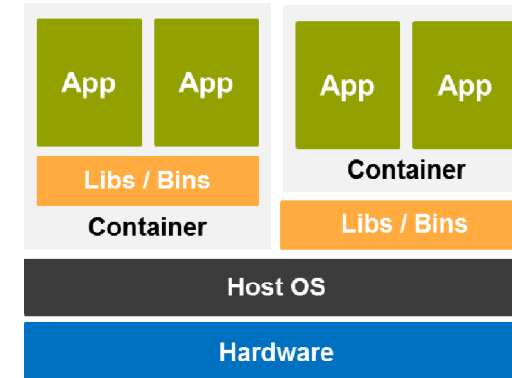 App App App App
Libs / Bins
Container
Container
Libs / Bins
Host OS
Hardware